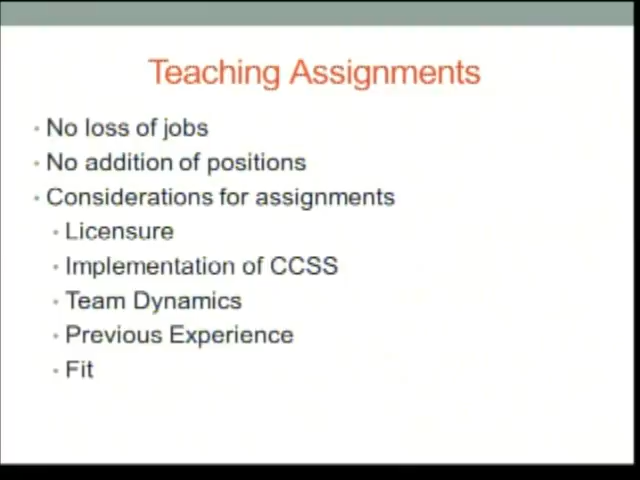 Teaching Assignments
• No loss of jobs
• No addition of positions
• Considerations for assignments
• Licensure
• Implementation of CCSS
• Team Dynamics
• Previous Experience
• Fit